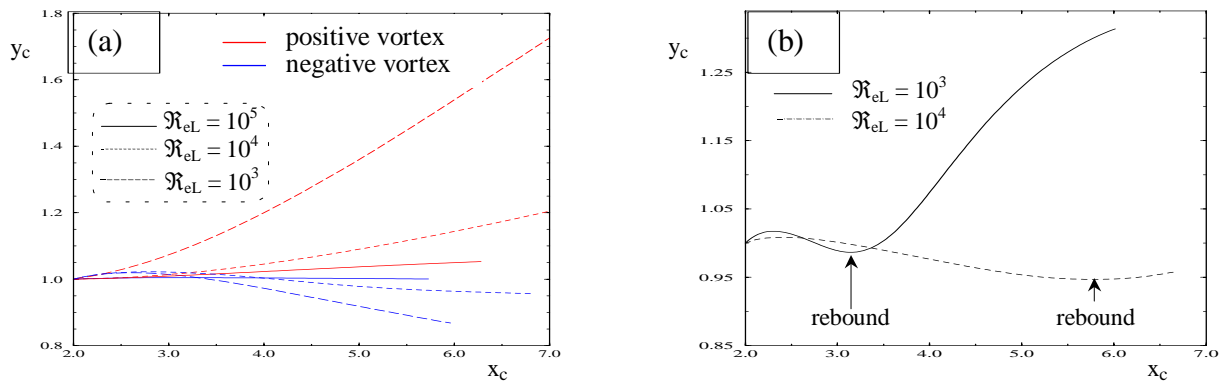 (a)
y_c
positive vortex
negative vortex
ℜ_eL = 10^5
ℜ_eL = 10^4
ℜ_eL = 10^3
1.8
1.6
1.4
1.2
1.0
0.8
2.0 3.0 4.0 5.0 6.0 7.0
x_c
(b)
y_c
ℜ_eL = 10^3
ℜ_eL = 10^4
1.25
1.15
1.05
0.95
0.85
rebound rebound
2.0 3.0 4.0 5.0 6.0 7.0
x_c